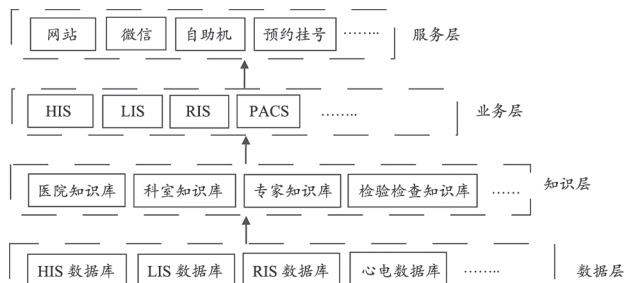 网站 微信 自助机 预约挂号 …….. 服务层
HIS LIS RIS PACS …….. 业务层
医院知识库 科室知识库 专家知识库 检验检查知识库 …… 知识层
HIS 数据库 LIS 数据库 RIS 数据库 心电数据库 …….. 数据层